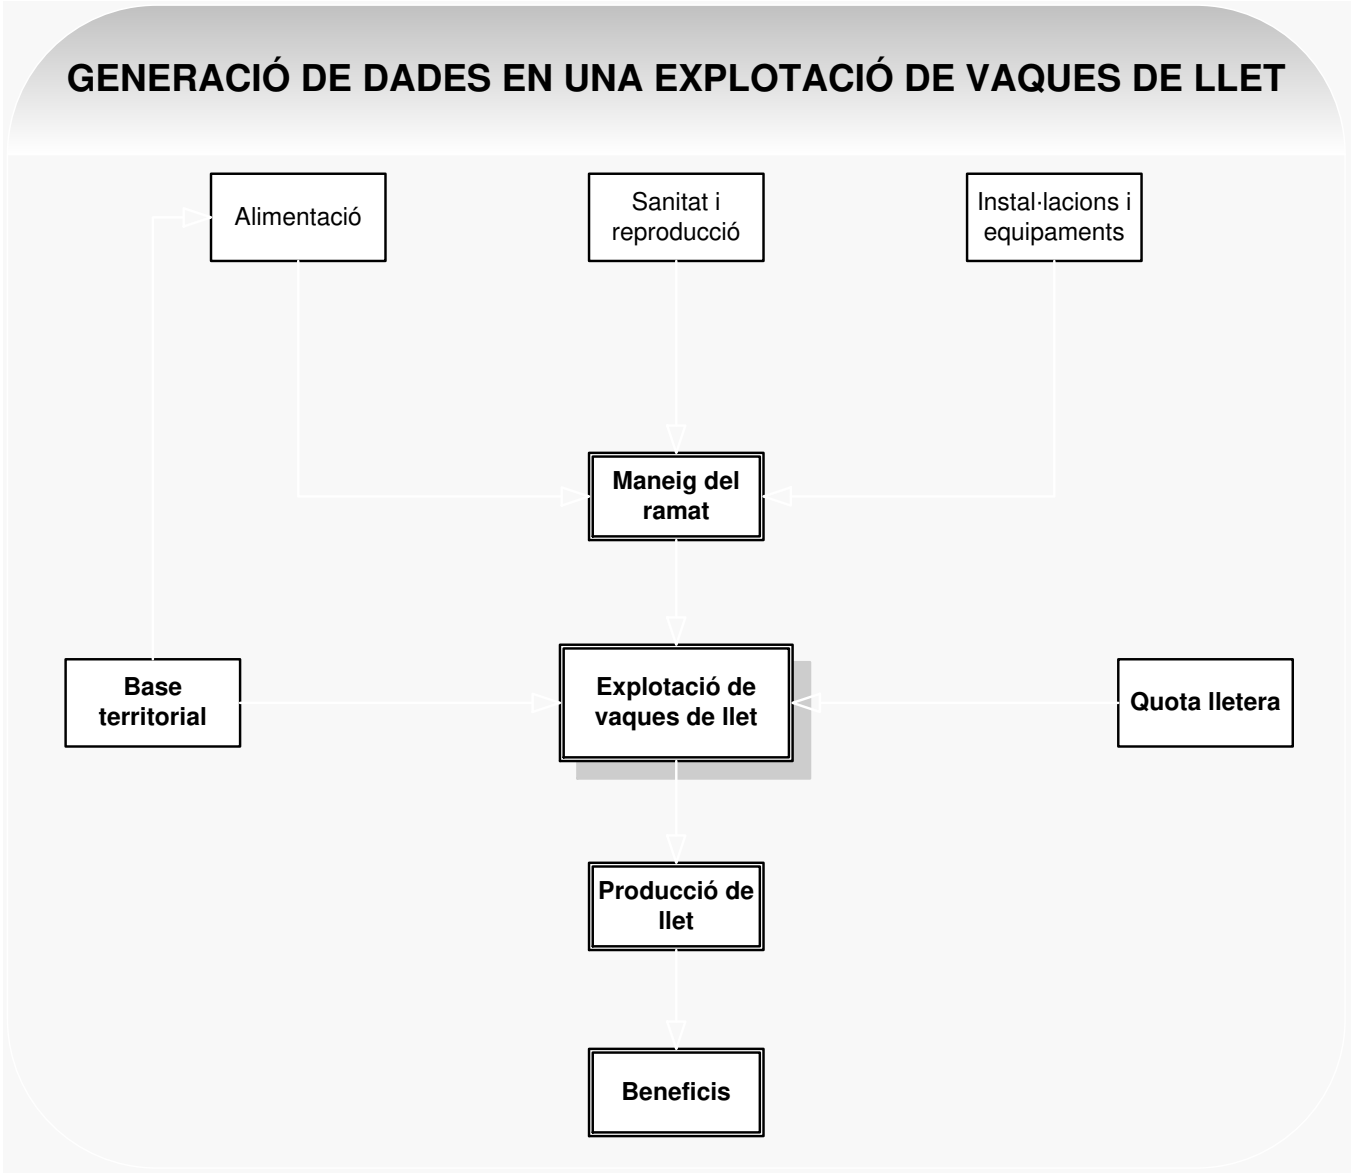 GENERACIÓ DE DADES EN UNA EXPLOTACIÓ DE VAQUES DE LLET
Alimentació
Sanitat i
reproducció
Instal·lacions i
equipaments
Maneig del
ramat
Base
territorial
Explotació de
vaques de llet
Quota lletera
Producció de
llet
Beneficis